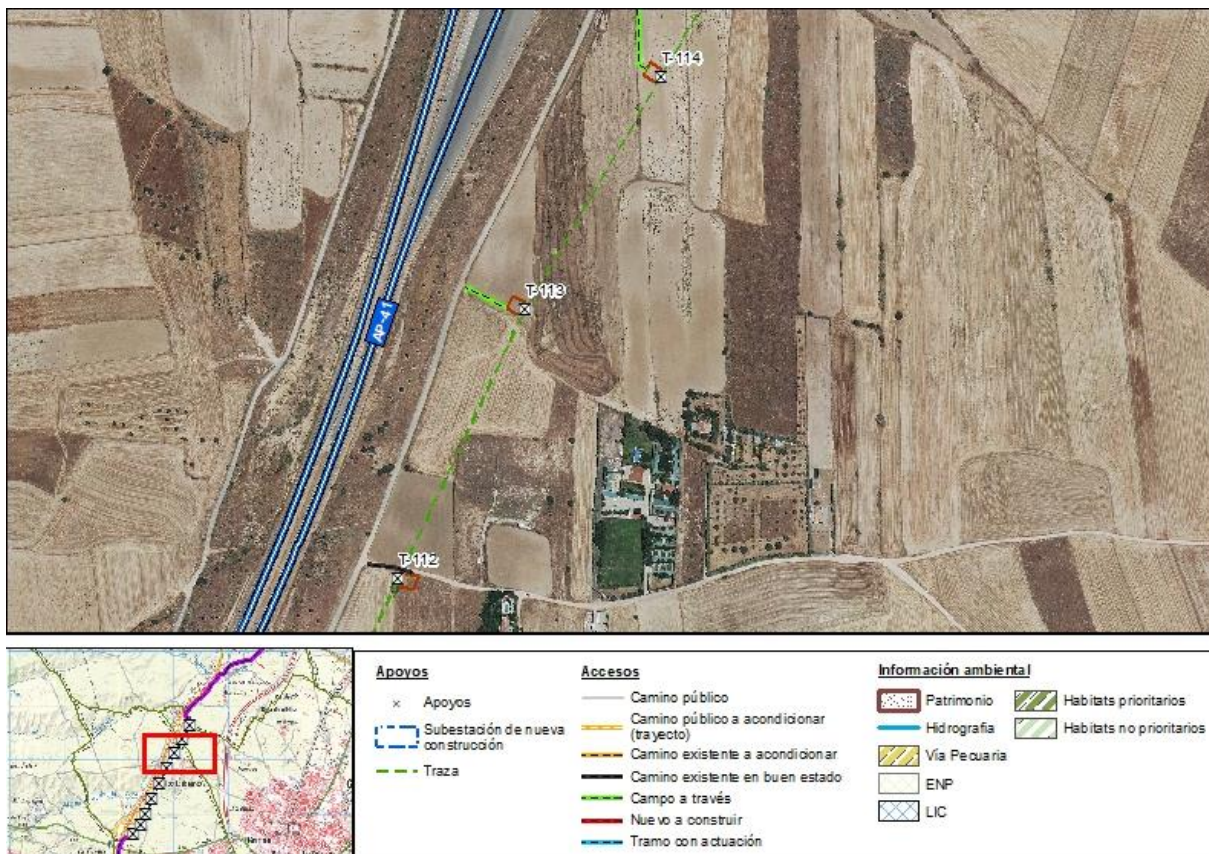 T-114
T-113
AP-41
T-112
Apoyos
Apoyos
Subestación de nueva
construcción
Traza
Accesos
Camino público
Camino público a acondicionar
(trayecto)
Camino existente a acondicionar
Camino existente en buen estado
Campo a través
Nuevo a construir
Tramo con actuación
Información ambiental
Patrimonio
Habitats prioritarios
Hidrografia
Habitats no prioritarios
Vía Pecuaria
ENP
LIC